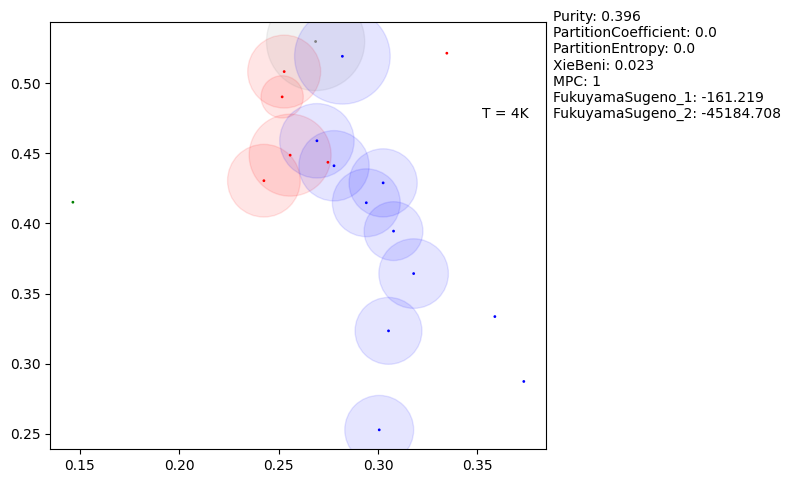 Purity: 0.396
PartitionCoefficient: 0.0
PartitionEntropy: 0.0
XieBeni: 0.023
MPC: 1
FukuyamaSugeno_1: -161.219
FukuyamaSugeno_2: -45184.708
T = 4K
0.50
0.45
0.40
0.35
0.30
0.25
0.15 0.20 0.25 0.30 0.35